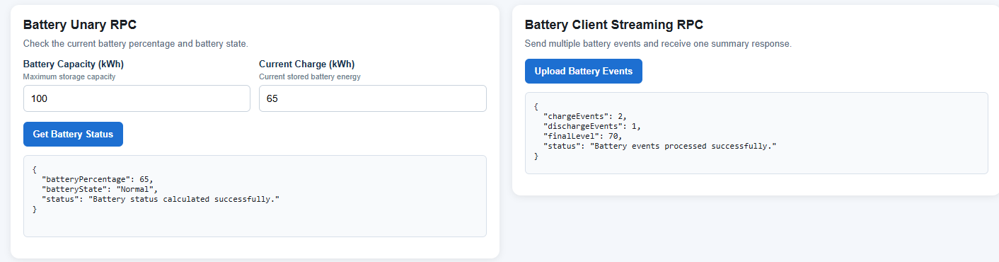 Battery Unary RPC
Check the current battery percentage and battery state.
Battery Capacity (kWh)
Maximum storage capacity
100
Current Charge (kWh)
Current stored battery energy
65
Get Battery Status
{
  "batteryPercentage": 65,
  "batteryState": "Normal",
  "status": "Battery status calculated successfully."
}
Battery Client Streaming RPC
Send multiple battery events and receive one summary response.
Upload Battery Events
{
  "chargeEvents": 2,
  "dischargeEvents": 1,
  "finalLevel": 70,
  "status": "Battery events processed successfully."
}